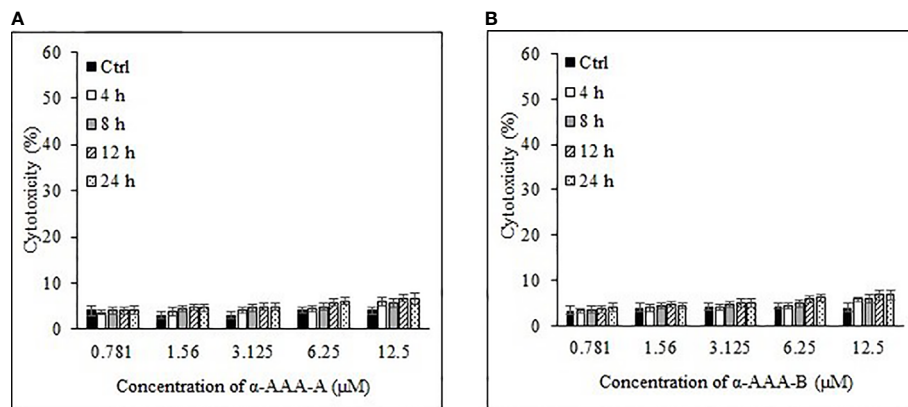 A
60
50
40
30
20
10
0
Cytotoxicity (%)
Ctrl
4 h
8 h
12 h
24 h
0.781 1.56 3.125 6.25 12.5
Concentration of α-AAA-A (μM)
B
60
50
40
30
20
10
0
Cytotoxicity (%)
Ctrl
4 h
8 h
12 h
24 h
0.781 1.56 3.125 6.25 12.5
Concentration of α-AAA-B (μM)